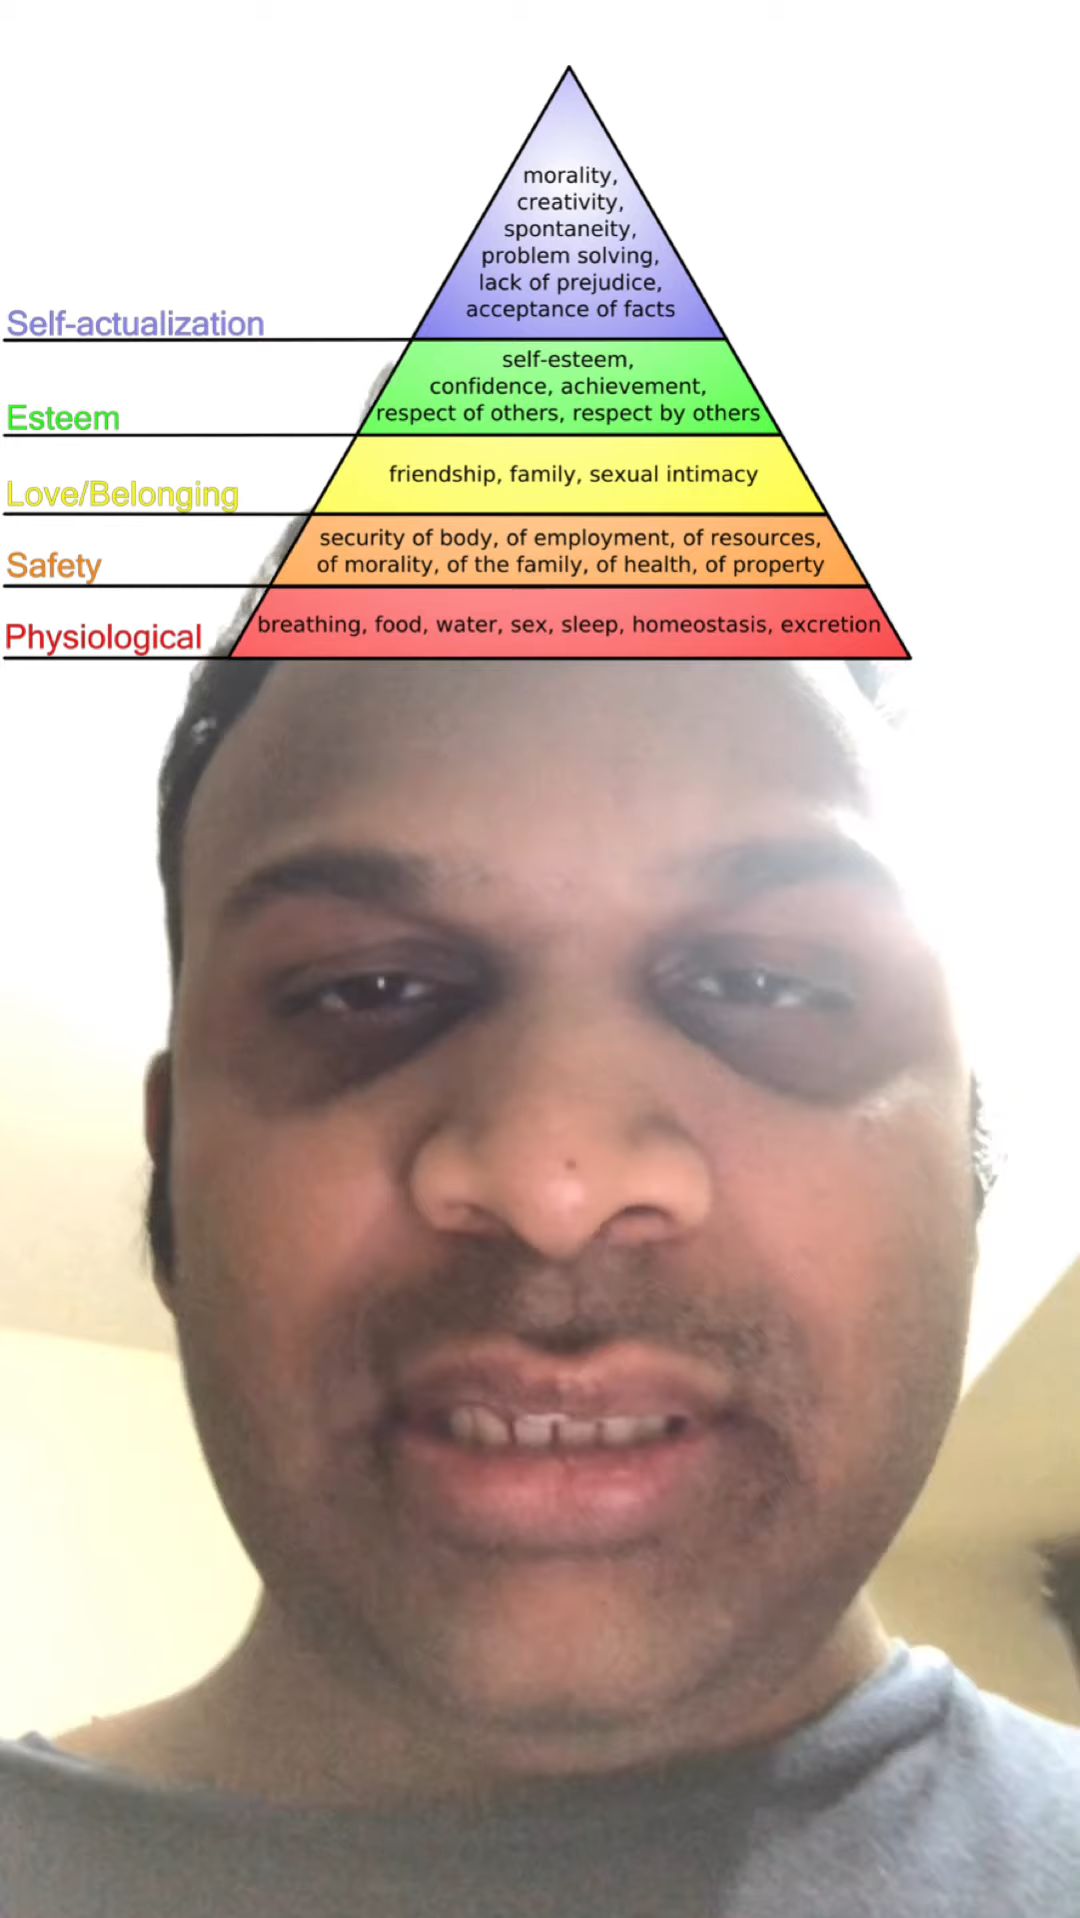 morality,
creativity,
spontaneity,
problem solving,
lack of prejudice,
acceptance of facts
Self-actualization
self-esteem,
confidence, achievement,
respect of others, respect by others
Esteem
friendship, family, sexual intimacy
Love/Belonging
security of body, of employment, of resources,
of morality, of the family, of health, of property
Safety
breathing, food, water, sex, sleep, homeostasis, excretion
Physiological